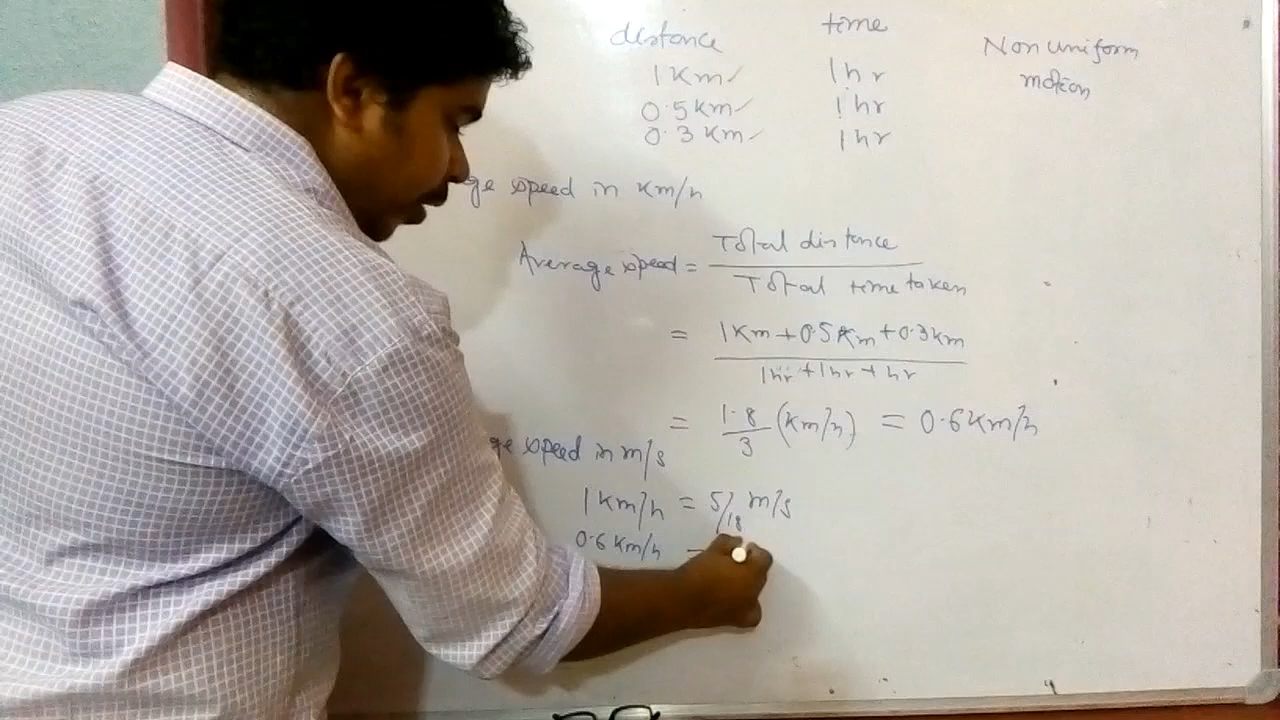 distance time
Non uniform
motion
1 Km 1 hr
0.5 km 1 hr
0.3 km 1 hr
ge speed in km/h
Average speed = Total distance / Total time taken
= 1 Km + 0.5 Km + 0.3 km / 1 hr + 1 hr + hr
= 1.8 / 3 (Km/h) = 0.6 Km/h
ge speed in m/s
1 Km/h = 5/18 m/s
0.6 Km/h =